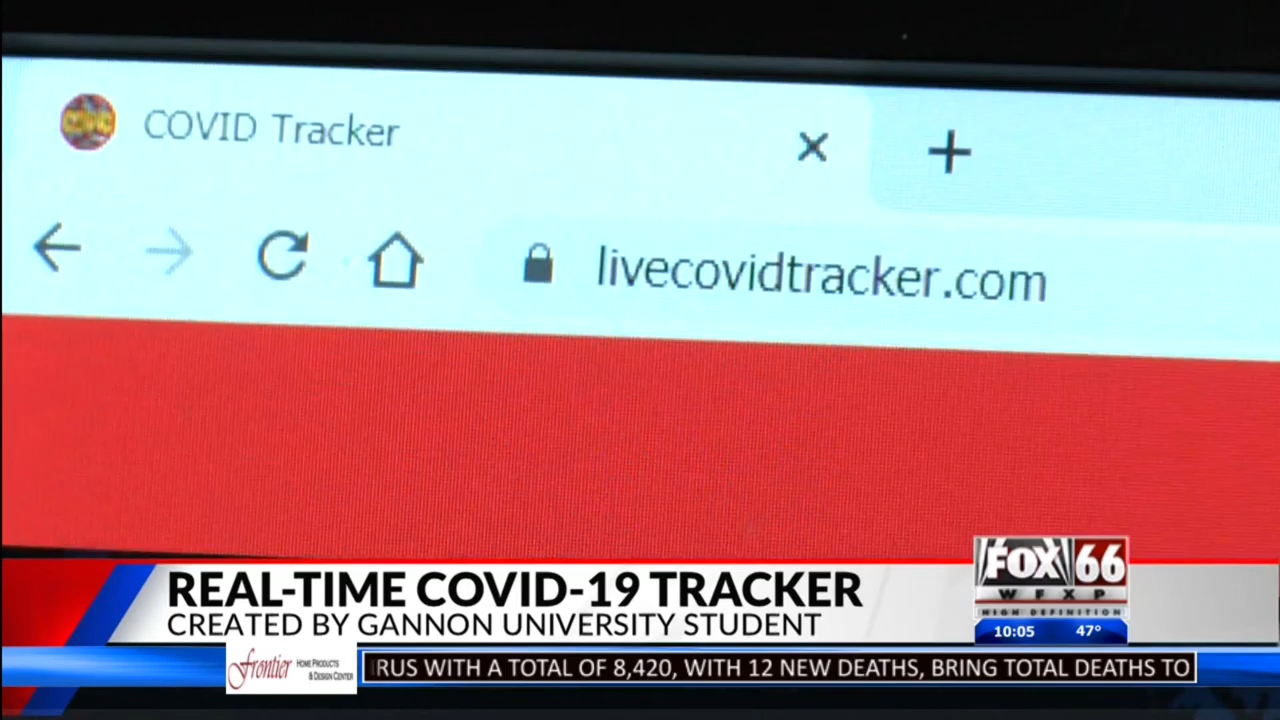 COVID Tracker
livecovidtracker.com
REAL-TIME COVID-19 TRACKER
CREATED BY GANNON UNIVERSITY STUDENT
FOX 66
WFXP
HIGH DEFINITION
10:05 47°
Frontier HOME PRODUCTS
& DESIGN CENTER
RUS WITH A TOTAL OF 8,420, WITH 12 NEW DEATHS, BRING TOTAL DEATHS TO